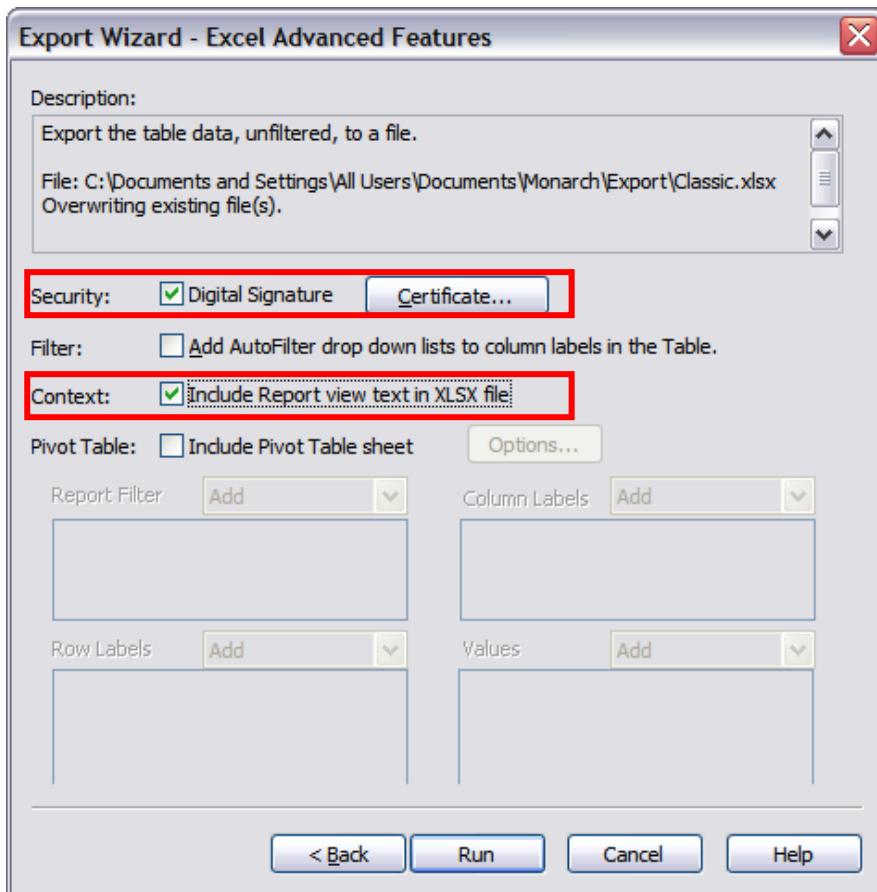 Export Wizard - Excel Advanced Features
Description:
Export the table data, unfiltered, to a file.
File: C:\Documents and Settings\All Users\Documents\Monarch\Export\Classic.xlsx
Overwriting existing file(s).
Security: Digital Signature Certificate...
Filter: Add AutoFilter drop down lists to column labels in the Table.
Context: Include Report view text in XLSX file
Pivot Table: Include Pivot Table sheet Options...
Report Filter Add Column Labels Add
Row Labels Add Values Add
< Back Run Cancel Help